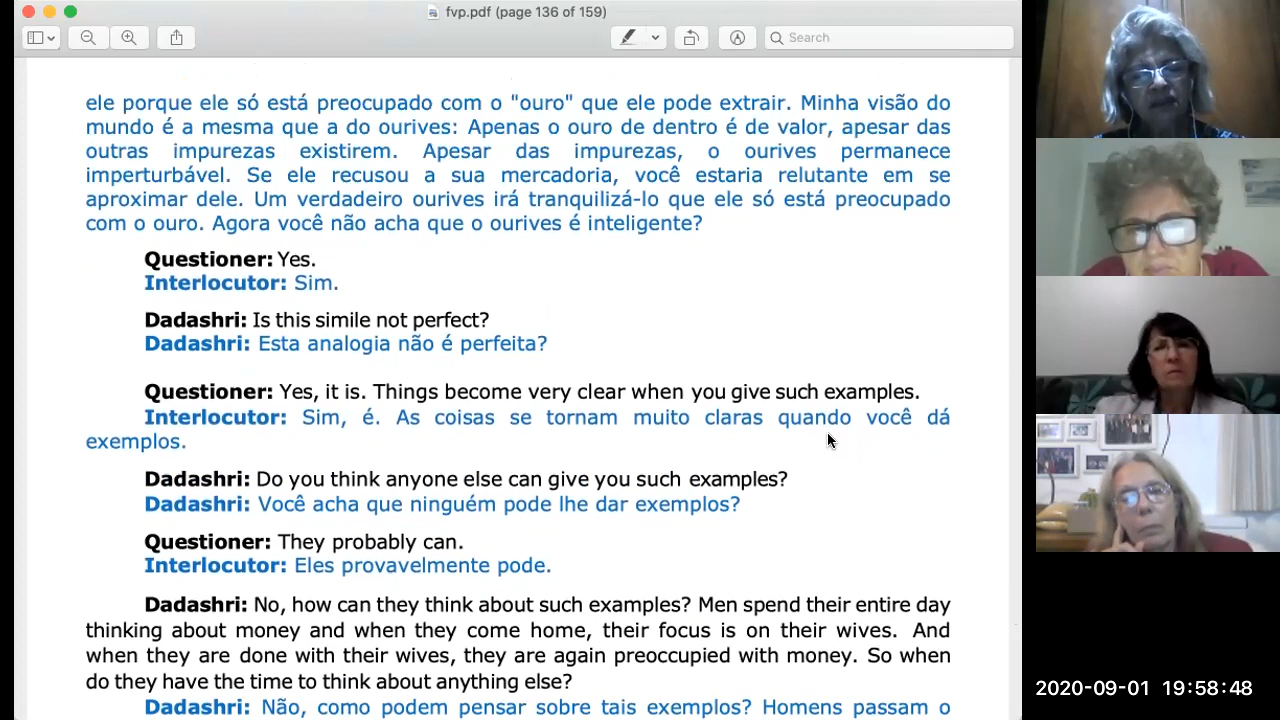 fvp.pdf (page 136 of 159)
Search
ele porque ele só está preocupado com o "ouro" que ele pode extrair. Minha visão do
mundo é a mesma que a do ourives: Apenas o ouro de dentro é de valor, apesar das
outras impurezas existirem. Apesar das impurezas, o ourives permanece
imperturbável. Se ele recusou a sua mercadoria, você estaria relutante em se
aproximar dele. Um verdadeiro ourives irá tranquilizá-lo que ele só está preocupado
com o ouro. Agora você não acha que o ourives é inteligente?
Questioner: Yes.
Interlocutor: Sim.
Dadashri: Is this simile not perfect?
Dadashri: Esta analogia não é perfeita?
Questioner: Yes, it is. Things become very clear when you give such examples.
Interlocutor: Sim, é. As coisas se tornam muito claras quando você dá
exemplos.
Dadashri: Do you think anyone else can give you such examples?
Dadashri: Você acha que ninguém pode lhe dar exemplos?
Questioner: They probably can.
Interlocutor: Eles provavelmente pode.
Dadashri: No, how can they think about such examples? Men spend their entire day
thinking about money and when they come home, their focus is on their wives. And
when they are done with their wives, they are again preoccupied with money. So when
do they have the time to think about anything else?
Dadashri: Não, como podem pensar sobre tais exemplos? Homens passam o
2020-09-01 19:58:48